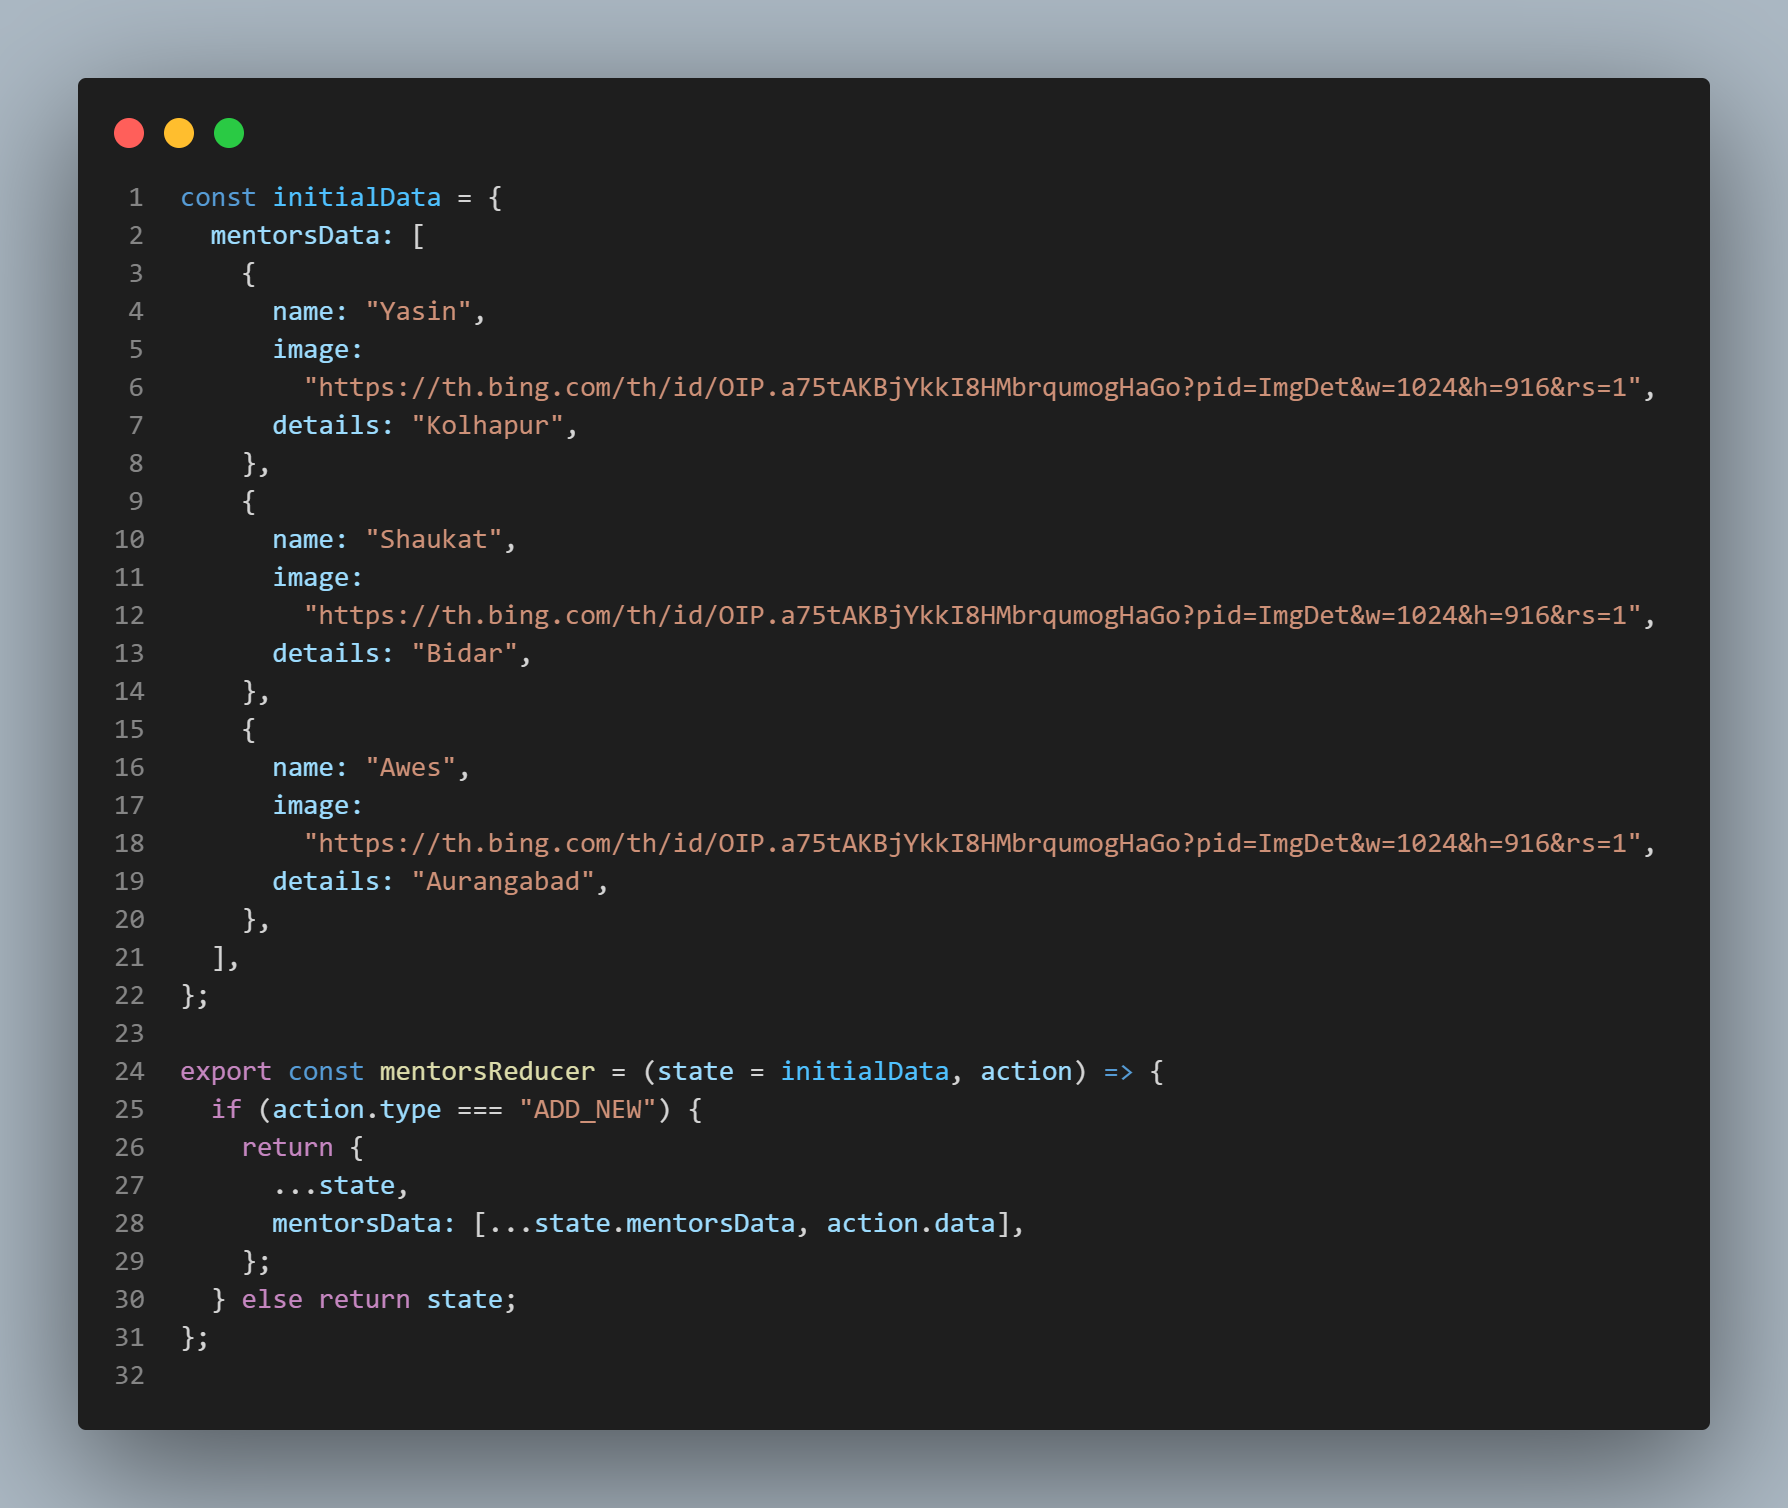 1 const initialData = {
2   mentorsData: [
3     {
4       name: "Yasin",
5       image:
6         "https://th.bing.com/th/id/OIP.a75tAKBjYkkI8HMbrqumogHaGo?pid=ImgDet&w=1024&h=916&rs=1",
7       details: "Kolhapur",
8     },
9     {
10       name: "Shaukat",
11       image:
12         "https://th.bing.com/th/id/OIP.a75tAKBjYkkI8HMbrqumogHaGo?pid=ImgDet&w=1024&h=916&rs=1",
13       details: "Bidar",
14     },
15     {
16       name: "Awes",
17       image:
18         "https://th.bing.com/th/id/OIP.a75tAKBjYkkI8HMbrqumogHaGo?pid=ImgDet&w=1024&h=916&rs=1",
19       details: "Aurangabad",
20     },
21   ],
22 };
23
24 export const mentorsReducer = (state = initialData, action) => {
25   if (action.type === "ADD_NEW") {
26     return {
27       ...state,
28       mentorsData: [...state.mentorsData, action.data],
29     };
30   } else return state;
31 };
32